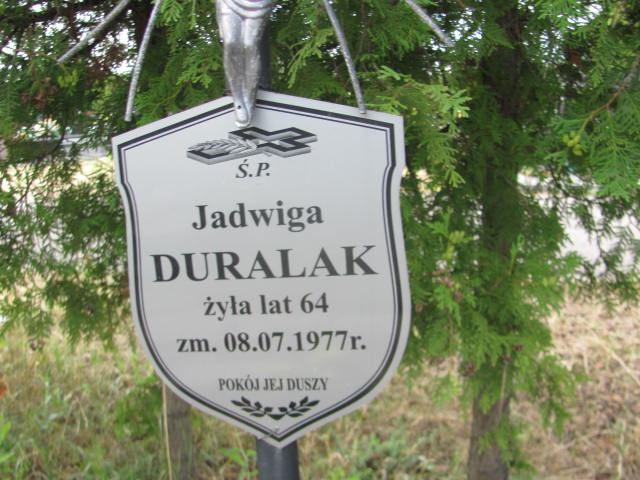 Ś.P.
Jadwiga
DURALAK
żyła lat 64
zm. 08.07.1977r.
POKÓJ JEJ DUSZY